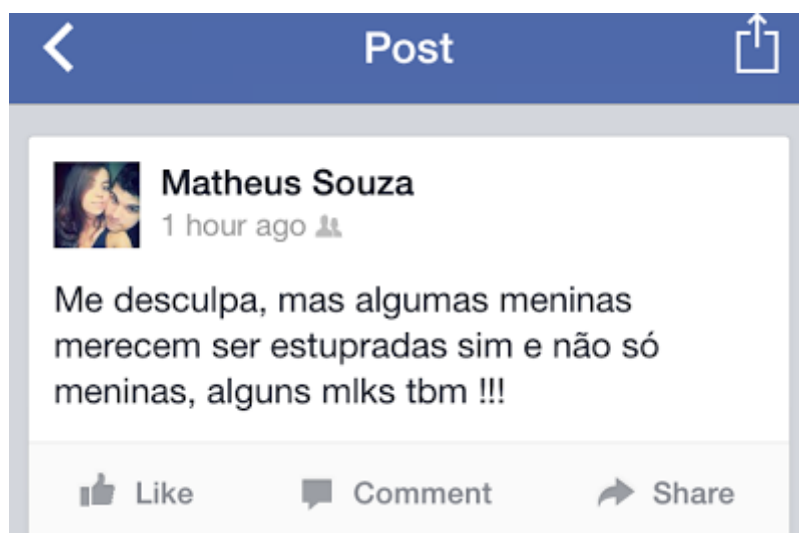 Post
Matheus Souza
1 hour ago
Me desculpa, mas algumas meninas
merecem ser estupradas sim e não só
meninas, alguns mlks tbm !!!
Like Comment Share